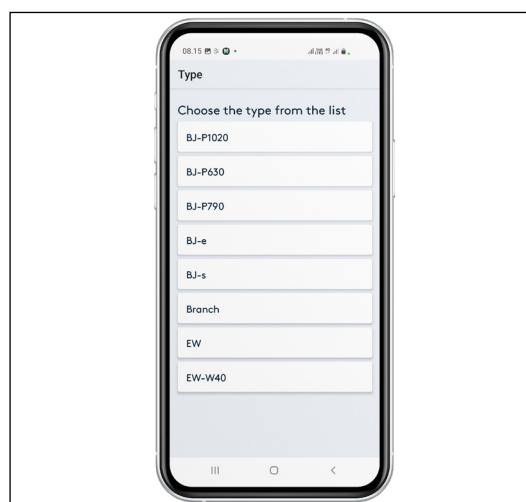 08.15
Type
Choose the type from the list
BJ-P1020
BJ-P630
BJ-P790
BJ-e
BJ-s
Branch
EW
EW-W40